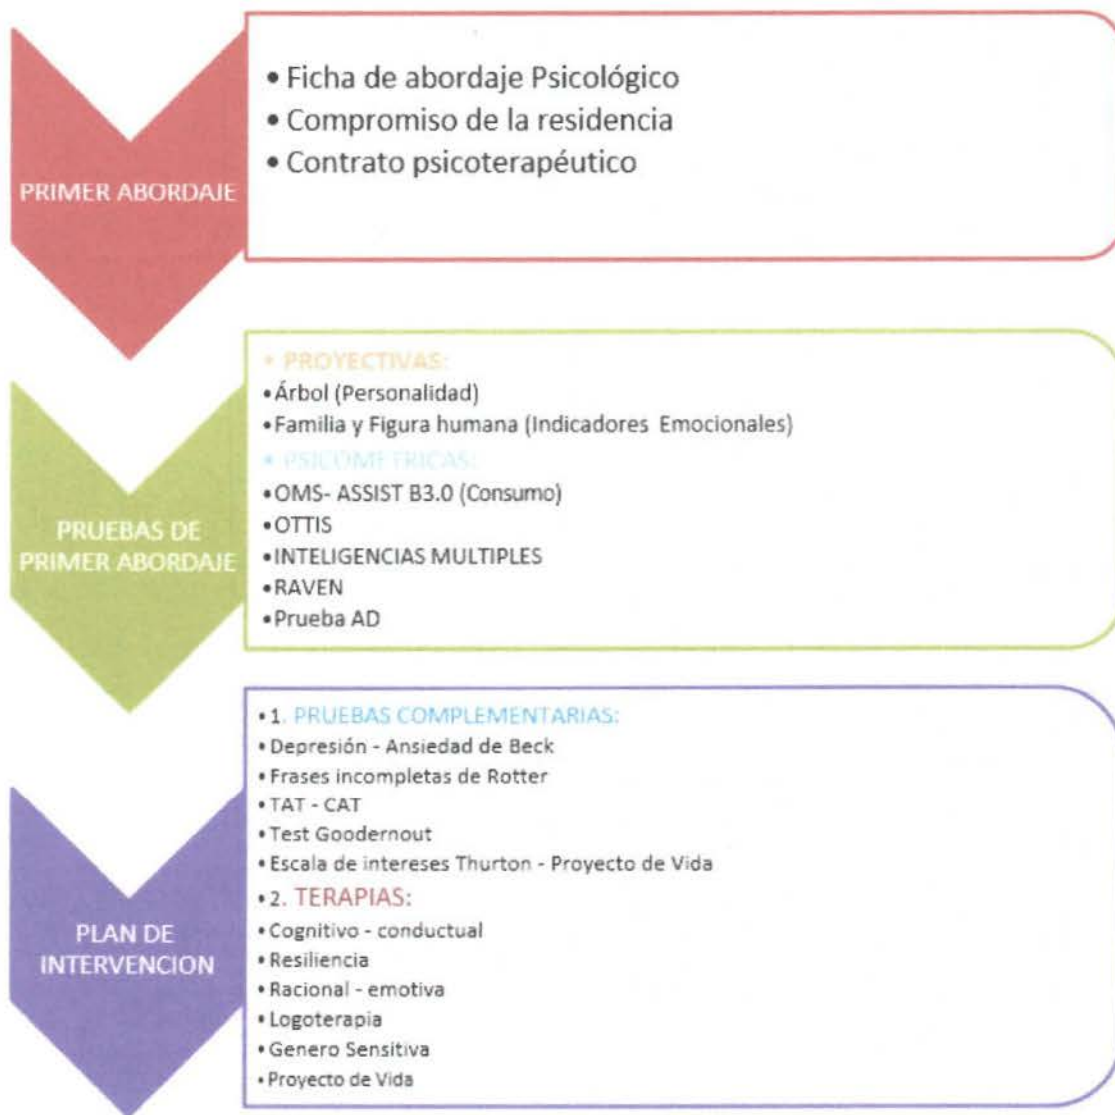 PRIMER ABORDAJE
• Ficha de abordaje Psicológico
• Compromiso de la residencia
• Contrato psicoterapéutico
PRUEBAS DE
PRIMER ABORDAJE
• PROYECTIVAS:
• Árbol (Personalidad)
• Familia y Figura humana (Indicadores Emocionales)
• PSICOMETRICAS:
• OMS- ASSIST B3.0 (Consumo)
• OTTIS
• INTELIGENCIAS MULTIPLES
• RAVEN
• Prueba AD
PLAN DE
INTERVENCION
• 1. PRUEBAS COMPLEMENTARIAS:
• Depresión - Ansiedad de Beck
• Frases incompletas de Rotter
• TAT - CAT
• Test Goodernout
• Escala de intereses Thurton - Proyecto de Vida
• 2. TERAPIAS:
• Cognitivo - conductual
• Resiliencia
• Racional - emotiva
• Logoterapia
• Genero Sensitiva
• Proyecto de Vida